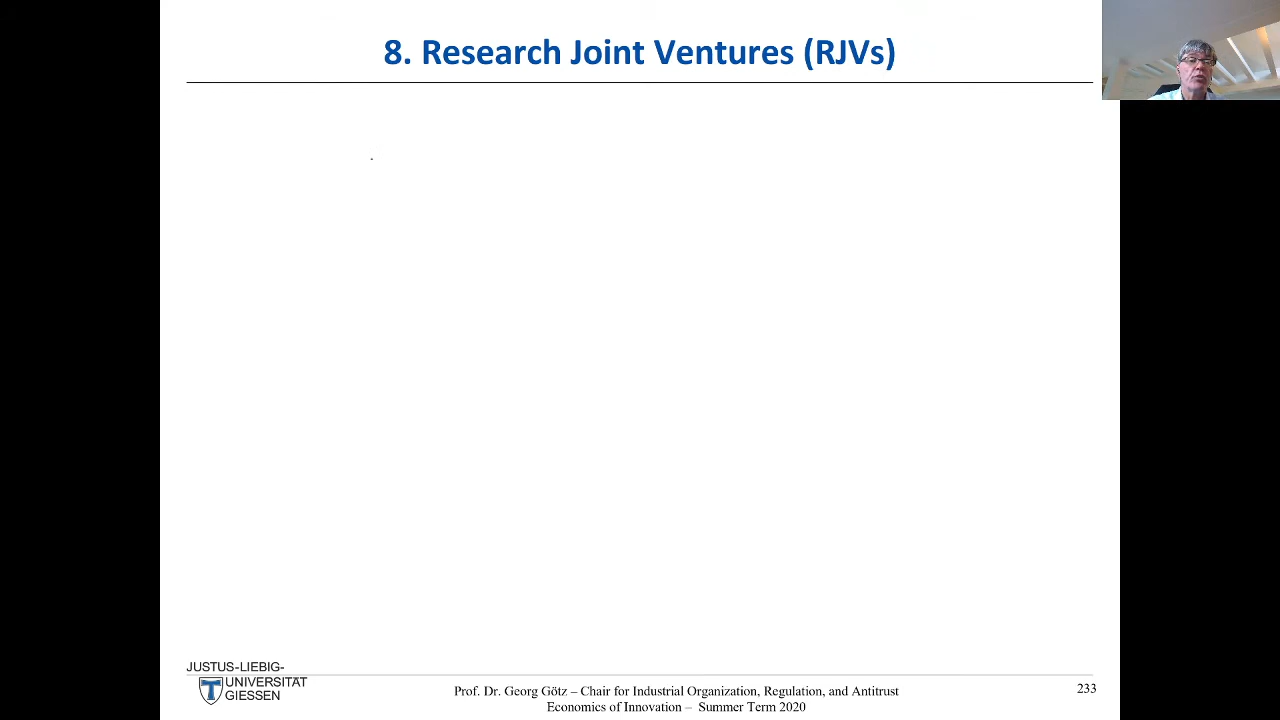 8. Research Joint Ventures (RJVs)
JUSTUS-LIEBIG-
UNIVERSITÄT
GIESSEN
Prof. Dr. Georg Götz – Chair for Industrial Organization, Regulation, and Antitrust
Economics of Innovation – Summer Term 2020
233